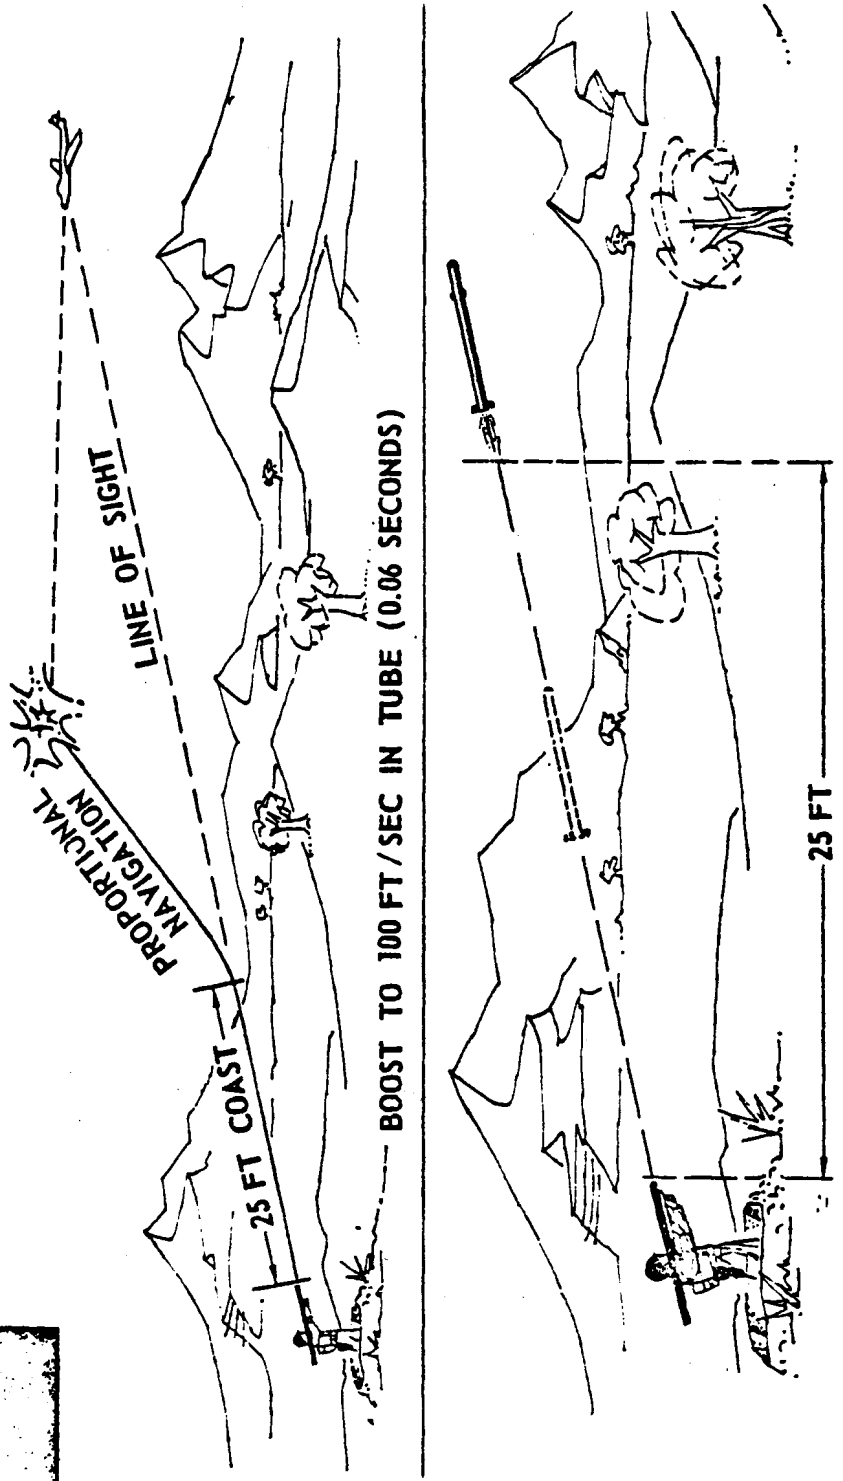 PROPORTIONAL
NAVIGATION
LINE OF SIGHT
25 FT COAST
BOOST TO 100 FT/SEC IN TUBE (0.06 SECONDS)
25 FT